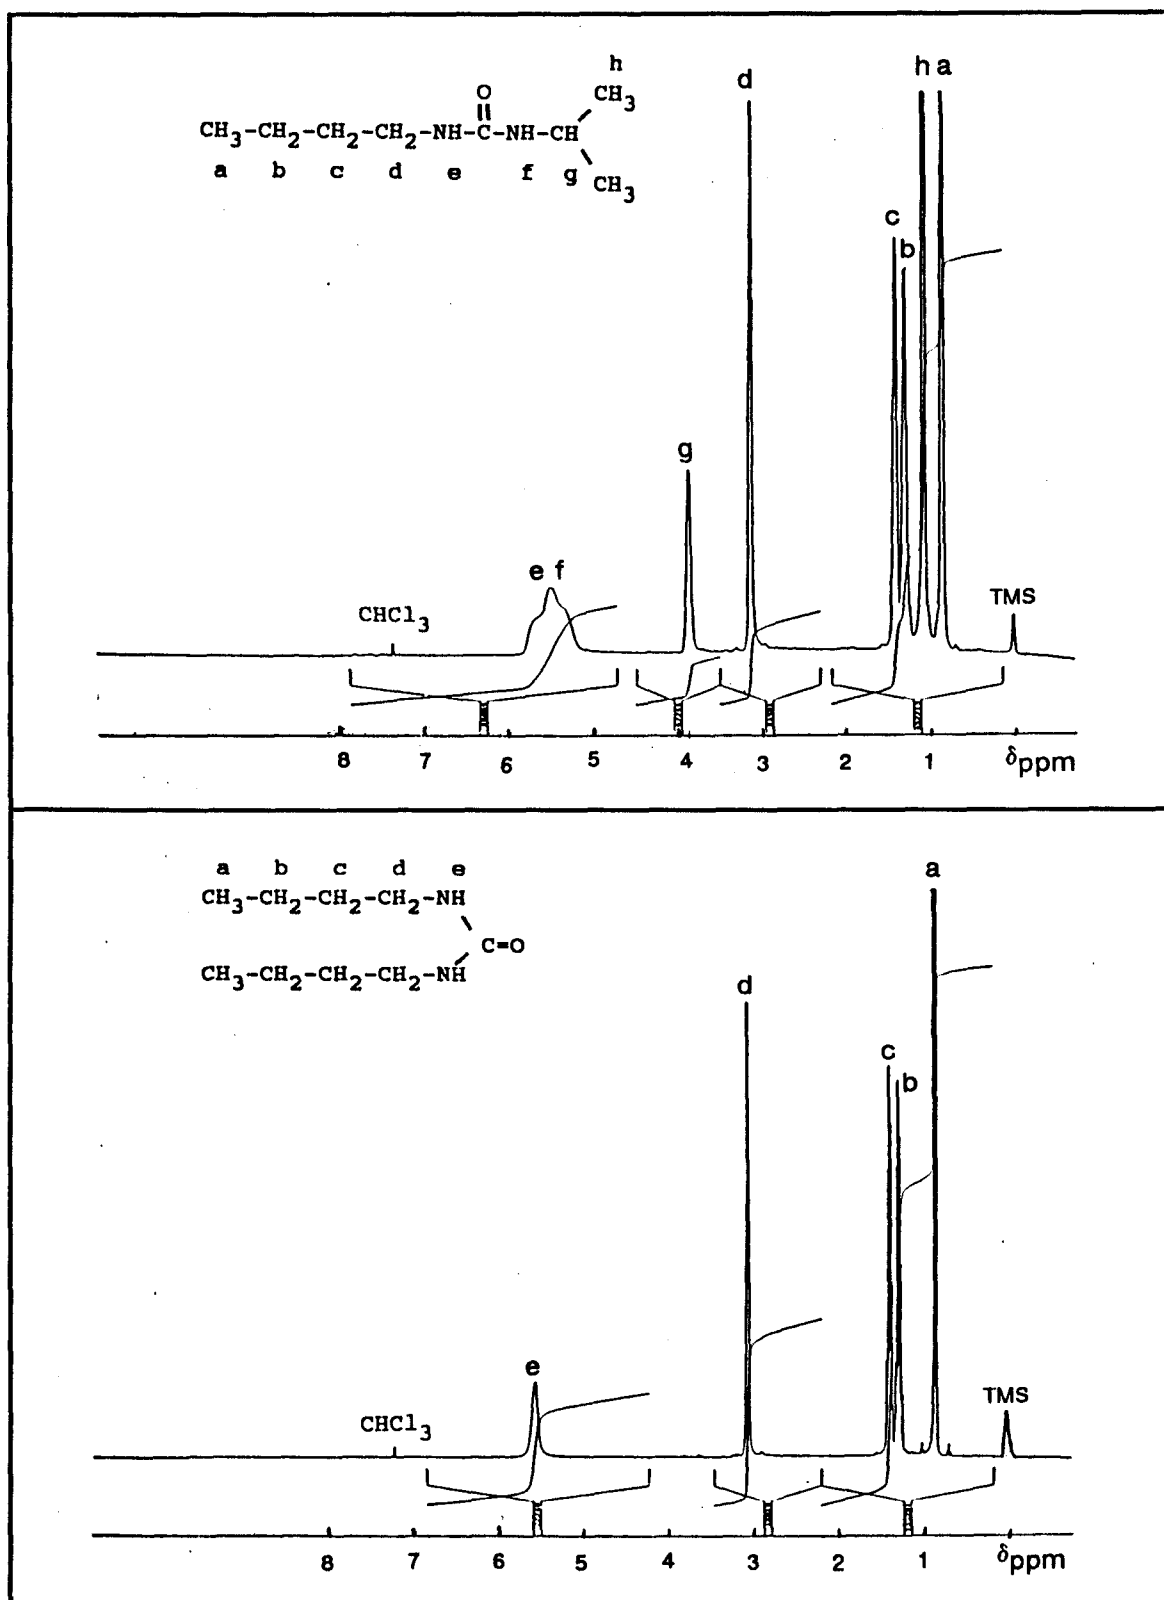 h
O
CH3
CH3-CH2-CH2-CH2-NH-C-NH-CH
a b c d e f g
CH3
d
h a
c
b
g
e f
CHCl3
TMS
8 7 6 5 4 3 2 1 δppm
a b c d e
CH3-CH2-CH2-CH2-NH
C=O
CH3-CH2-CH2-CH2-NH
a
d
c
b
e
CHCl3
TMS
8 7 6 5 4 3 2 1 δppm